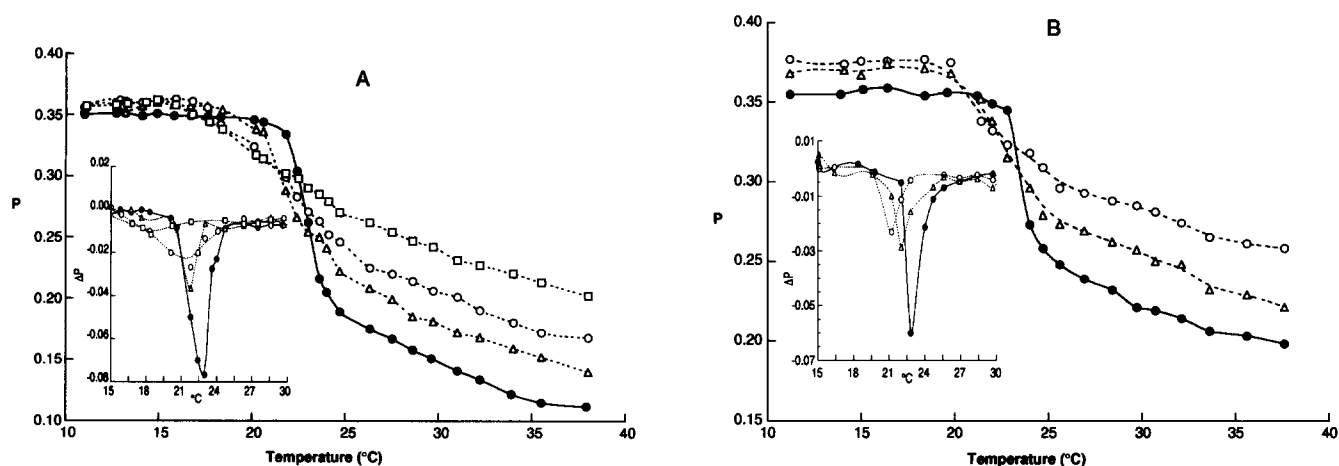 A
0.40
0.35
0.30
0.25
0.20
0.15
0.10
P
10 15 20 25 30 35 40
Temperature (°C)
0.02
0.00
-0.02
-0.04
-0.06
-0.08
ΔP
15 18 21 24 27 30
°C
B
0.40
0.35
0.30
0.25
0.20
0.15
P
10 15 20 25 30 35 40
Temperature (°C)
0.01
-0.01
-0.03
-0.05
-0.07
ΔP
15 18 21 24 27 30
°C